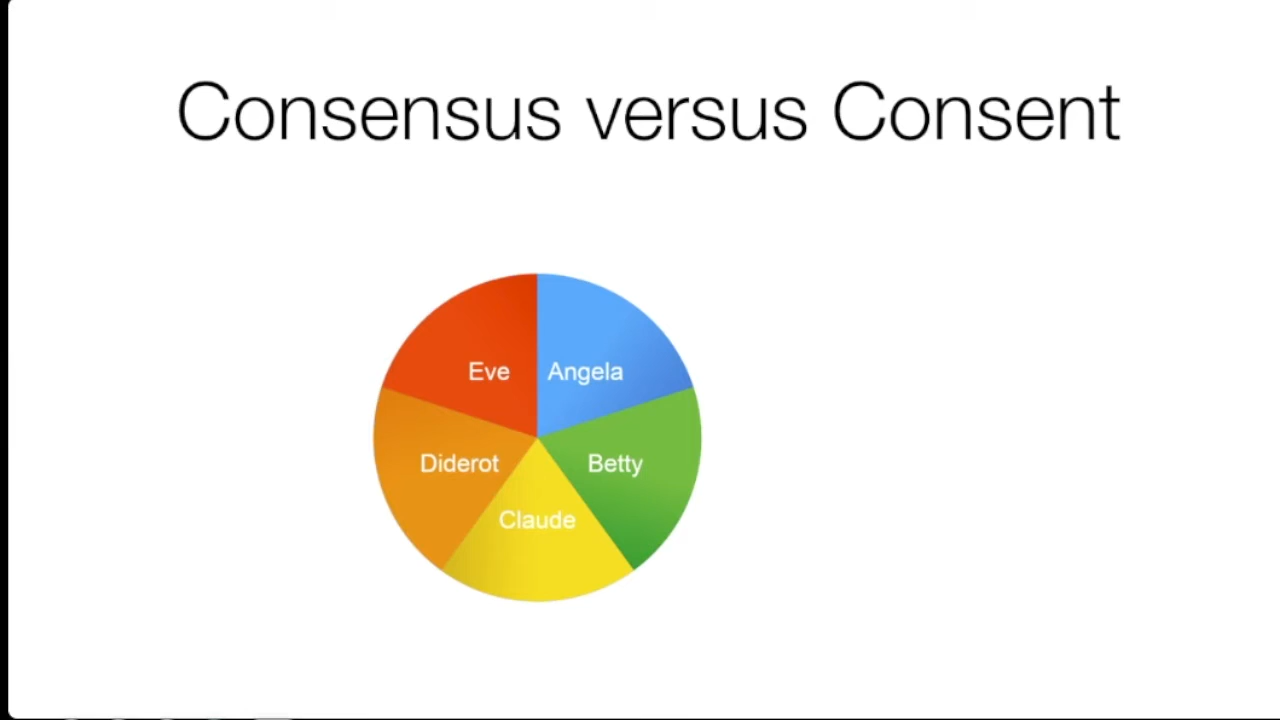 Consensus versus Consent
Eve
Angela
Diderot
Betty
Claude